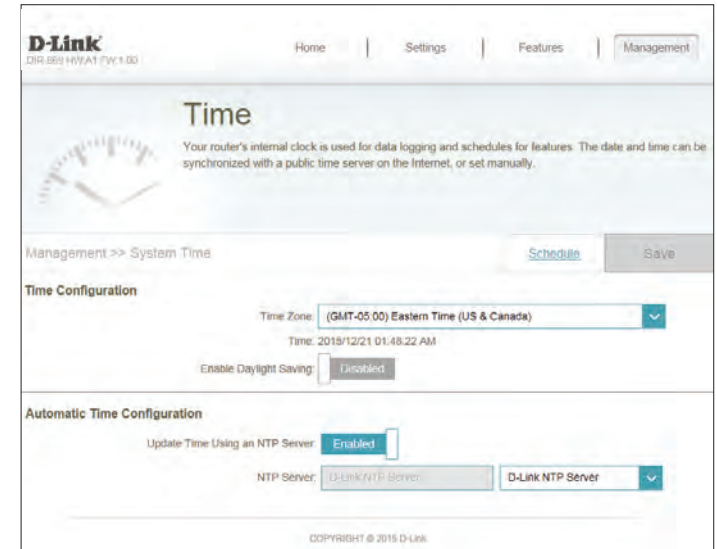 D-Link
DIR-869 HW:A1 FW:1.00
Home | Settings | Features | Management
Time
Your router's internal clock is used for data logging and schedules for features. The date and time can be
synchronized with a public time server on the Internet, or set manually.
Management >> System Time
Schedule
Save
Time Configuration
Time Zone: (GMT-05:00) Eastern Time (US & Canada)
Time: 2015/12/21 01:48:22 AM
Enable Daylight Saving: Disabled
Automatic Time Configuration
Update Time Using an NTP Server: Enabled
NTP Server: D-Link NTP Server D-Link NTP Server
COPYRIGHT © 2015 D-Link